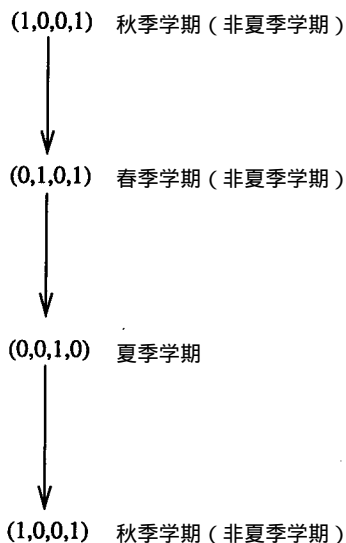 (1,0,0,1) 秋季学期（非夏季学期）
(0,1,0,1) 春季学期（非夏季学期）
(0,0,1,0) 夏季学期
(1,0,0,1) 秋季学期（非夏季学期）